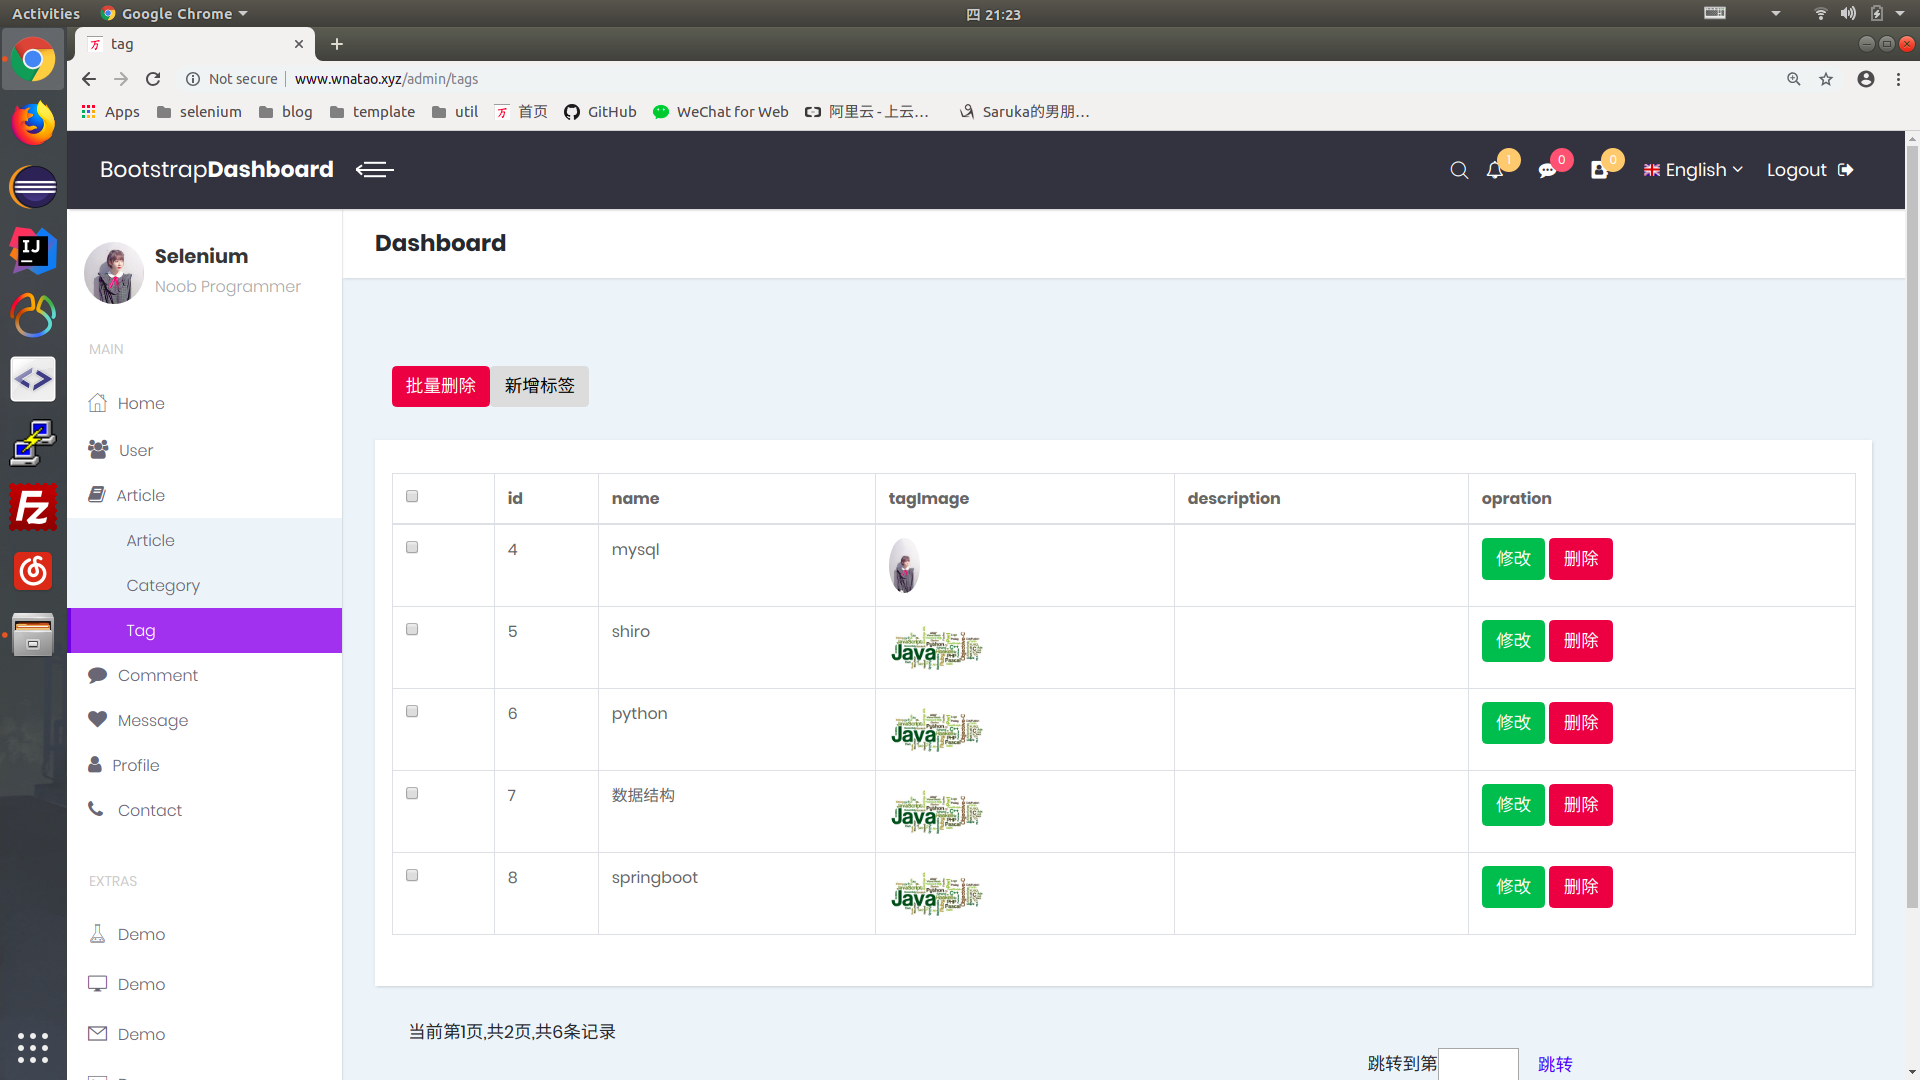 Activities
Google Chrome
四 21:23
tag
Not secure
www.wnatao.xyz/admin/tags
Apps
selenium
blog
template
util
首页
GitHub
WeChat for Web
阿里云 - 上云…
Saruka的男朋…
BootstrapDashboard
1
0
0
English
Logout
Selenium
Noob Programmer
Dashboard
MAIN
Home
User
Article
Article
Category
Tag
Comment
Message
Profile
Contact
EXTRAS
Demo
Demo
Demo
批量删除
新增标签
id
name
tagImage
description
opration
4
mysql
修改
删除
5
shiro
Java
修改
删除
6
python
Java
修改
删除
7
数据结构
Java
修改
删除
8
springboot
Java
修改
删除
当前第1页,共2页,共6条记录
跳转到第
跳转